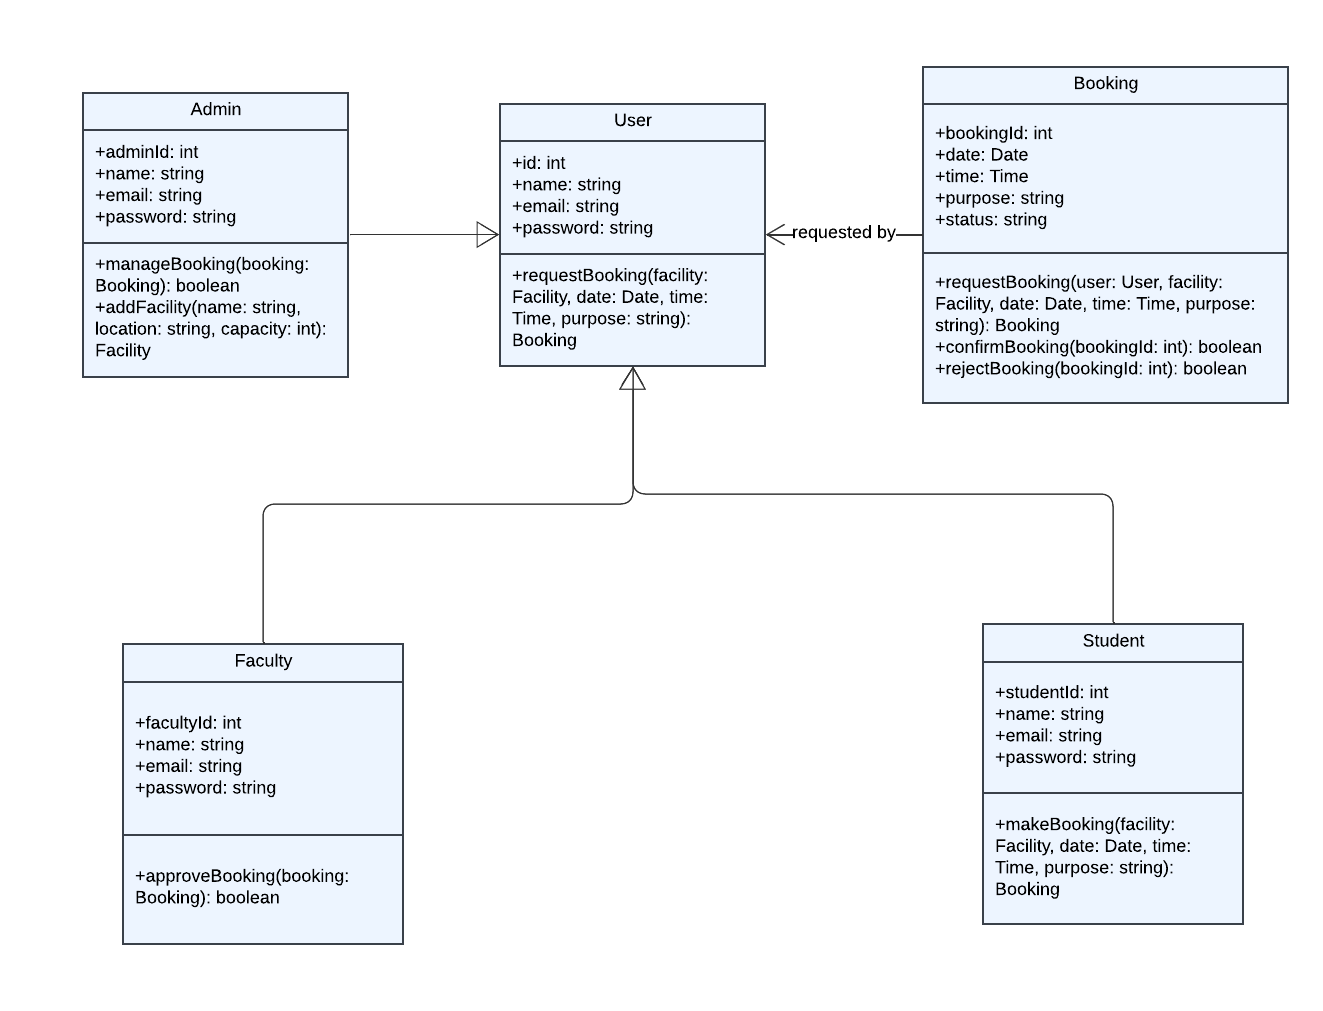 Admin
+adminId: int
+name: string
+email: string
+password: string
+manageBooking(booking:
Booking): boolean
+addFacility(name: string,
location: string, capacity: int):
Facility
User
+id: int
+name: string
+email: string
+password: string
+requestBooking(facility:
Facility, date: Date, time:
Time, purpose: string):
Booking
requested by
Booking
+bookingId: int
+date: Date
+time: Time
+purpose: string
+status: string
+requestBooking(user: User, facility:
Facility, date: Date, time: Time, purpose:
string): Booking
+confirmBooking(bookingId: int): boolean
+rejectBooking(bookingId: int): boolean
Faculty
+facultyId: int
+name: string
+email: string
+password: string
+approveBooking(booking:
Booking): boolean
Student
+studentId: int
+name: string
+email: string
+password: string
+makeBooking(facility:
Facility, date: Date, time:
Time, purpose: string):
Booking